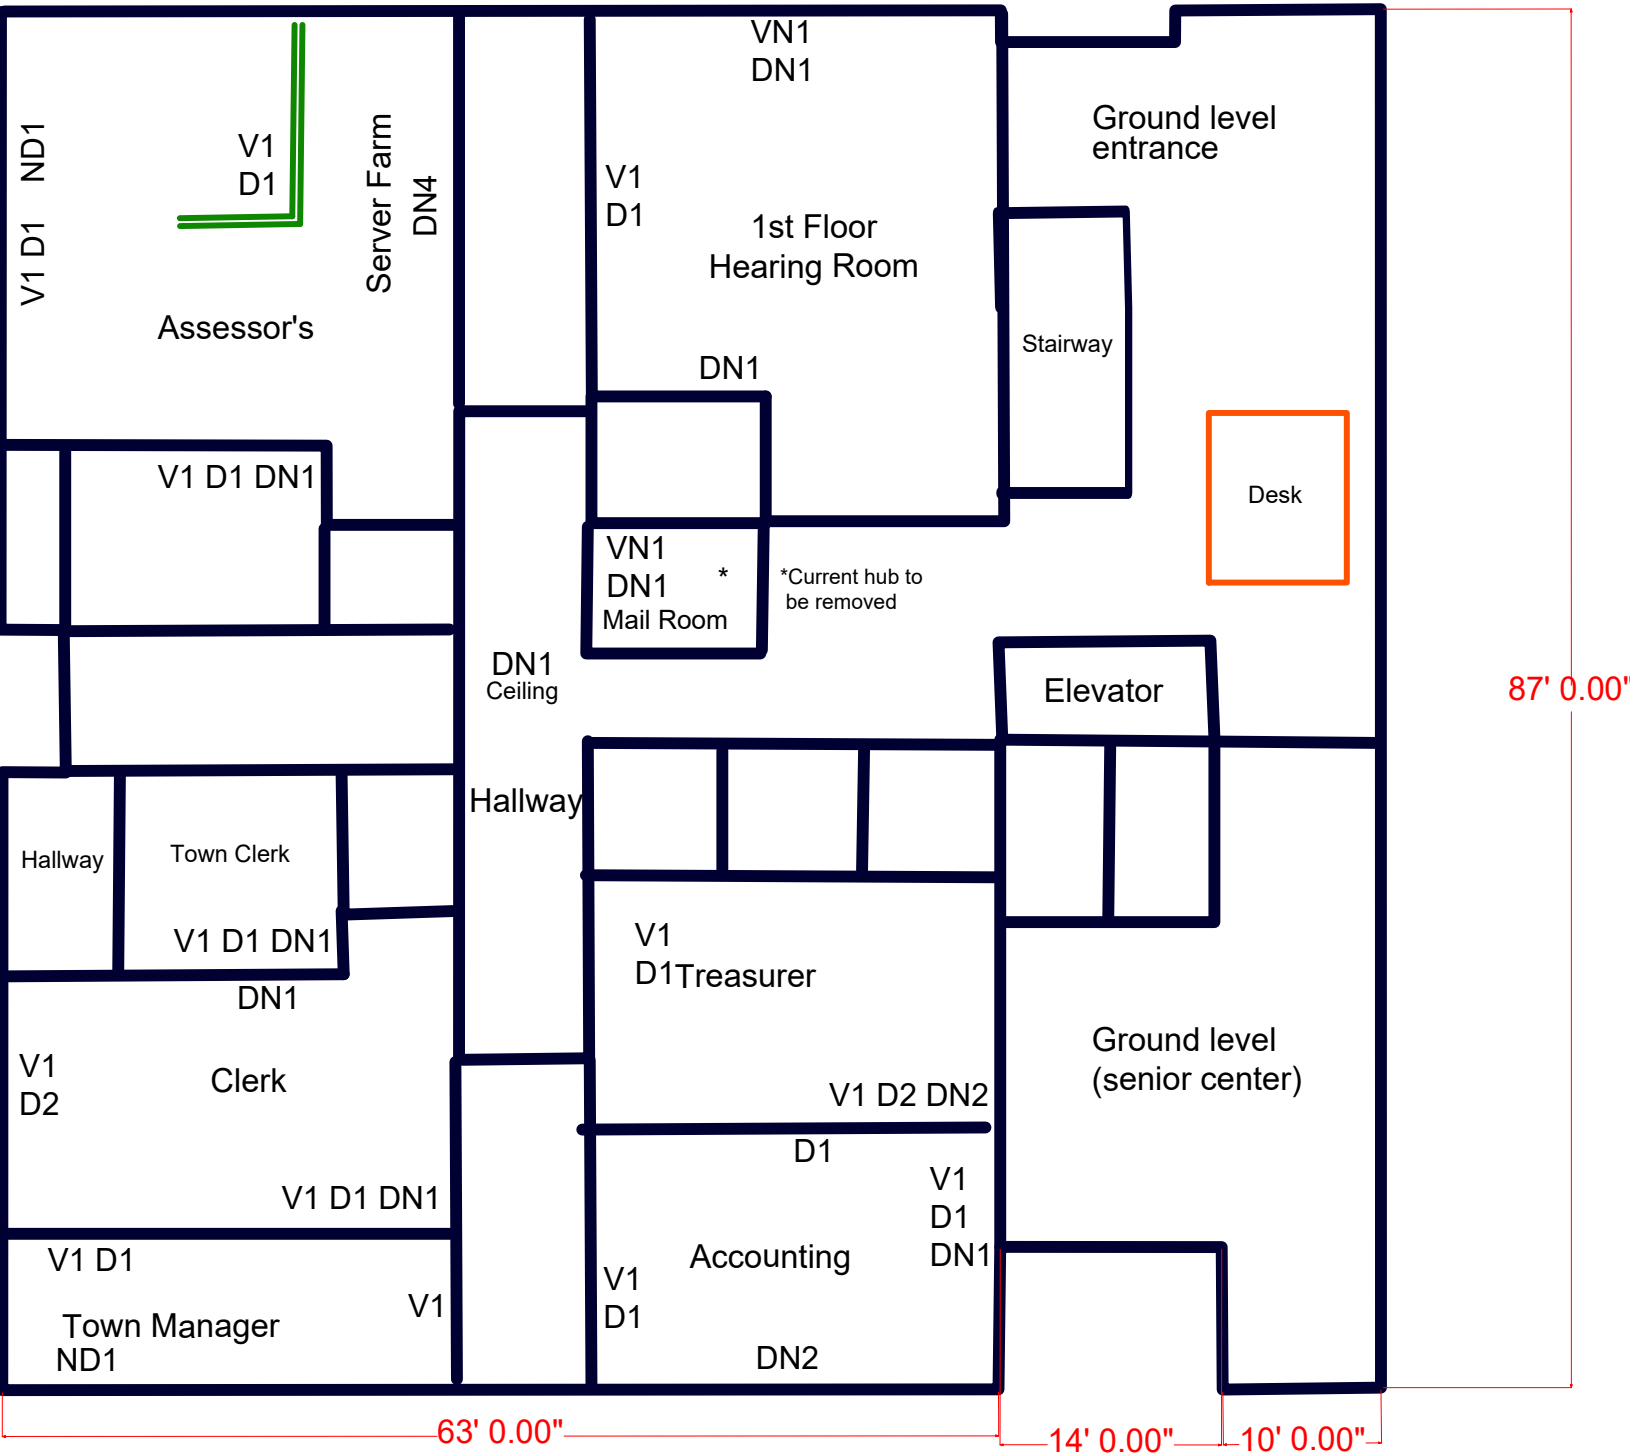 VN1
DN1
Ground level
entrance
ND1
V1 D1
V1
D1
Server Farm
DN4
V1
D1
1st Floor
Hearing Room
Assessor's
Stairway
DN1
V1 D1 DN1
Desk
VN1
DN1 *
Mail Room
*Current hub to
be removed
DN1
Ceiling
Elevator
87' 0.00"
Hallway
Hallway
Town Clerk
V1 D1 DN1
V1
D1
Treasurer
DN1
V1
D2
Clerk
Ground level
(senior center)
V1 D2 DN2
D1
V1
D1
DN1
V1 D1 DN1
V1 D1
Accounting
V1
D1
V1
Town Manager
ND1
DN2
63' 0.00"
14' 0.00"
10' 0.00"